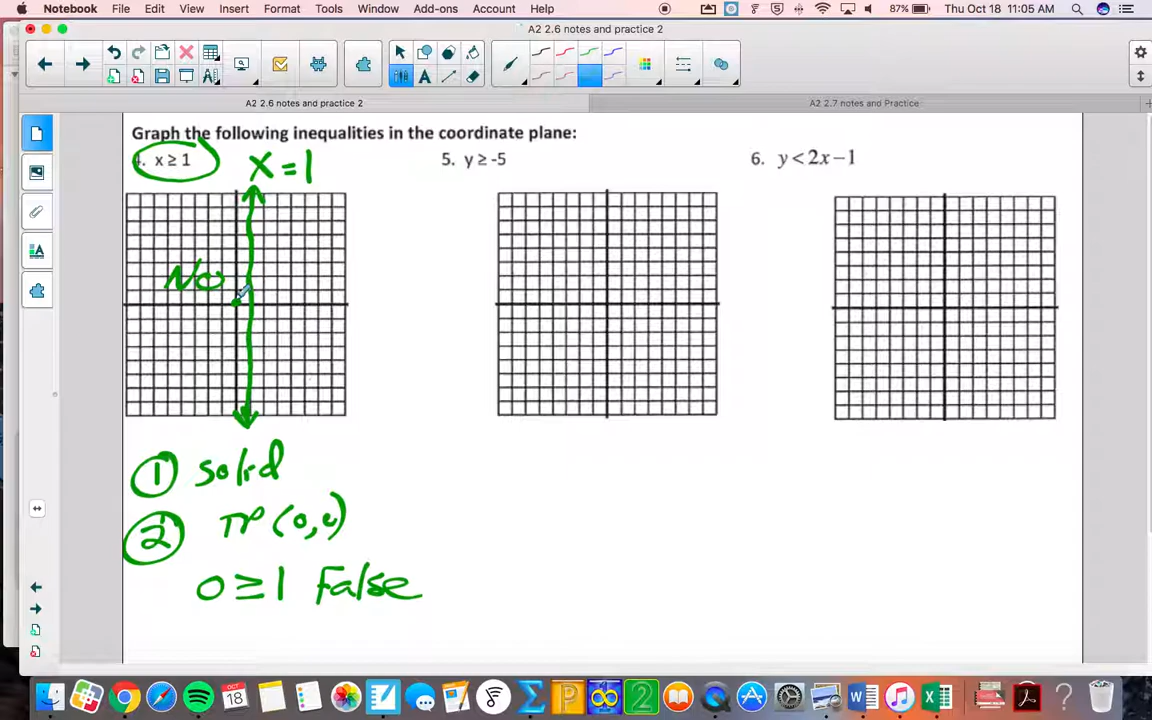 Notebook File Edit View Insert Format Tools Window Add-ons Account Help 87% Thu Oct 18 11:05 AM
A2 2.6 notes and practice 2
A2 2.6 notes and practice 2 A2 2.7 notes and Practice
Graph the following inequalities in the coordinate plane:
4. x ≥ 1 x = 1 5. y ≥ -5 6. y < 2x − 1
NO
① solid
② TP (0,0)
0 ≥ 1 False
OCT
18